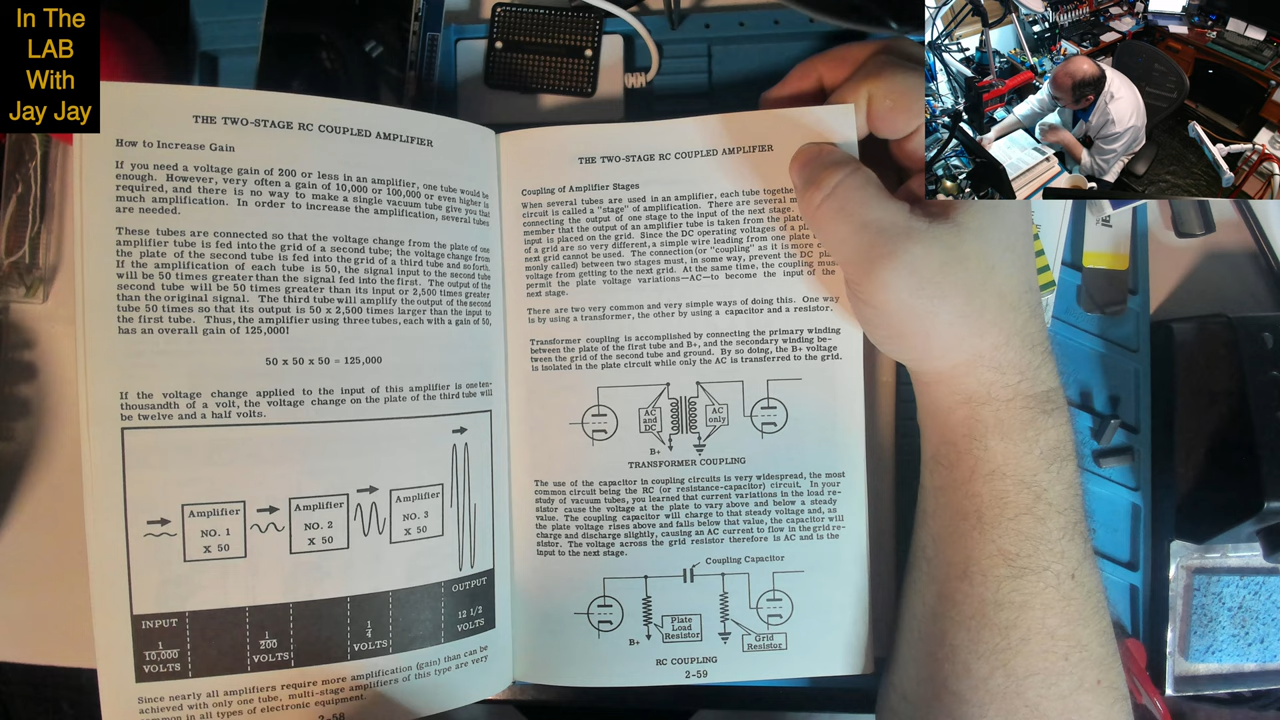 In The
LAB
With
Jay Jay
THE TWO-STAGE RC COUPLED AMPLIFIER
How to Increase Gain
If you need a voltage gain of 200 or less in an amplifier, one tube would be
enough. However, very often a gain of 10,000 or 100,000 or even higher is
required, and there is no way to make a single vacuum tube give you that
much amplification. In order to increase the amplification, several tubes
are needed.
These tubes are connected so that the voltage change from the plate of one
amplifier tube is fed into the grid of a second tube; the voltage change from
the plate of the second tube is fed into the grid of a third tube and so forth.
If the amplification of each tube is 50, the signal input to the second tube
will be 50 times greater than the signal fed into the first. The output of the
second tube will be 50 times greater than its input or 2,500 times greater
than the original signal. The third tube will amplify the output of the second
tube 50 times so that its output is 50 x 2,500 times larger than the input to
the first tube. Thus, the amplifier using three tubes, each with a gain of 50,
has an overall gain of 125,000!
50 x 50 x 50 = 125,000
If the voltage change applied to the input of this amplifier is one ten-
thousandth of a volt, the voltage change on the plate of the third tube will
be twelve and a half volts.
Amplifier
NO. 1
X 50
Amplifier
NO. 2
X 50
Amplifier
NO. 3
X 50
INPUT
1
10,000
VOLTS
1
200
VOLTS
1
4
VOLTS
OUTPUT
12 1/2
VOLTS
Since nearly all amplifiers require more amplification (gain) than can be
achieved with only one tube, multi-stage amplifiers of this type are very
common in all types of electronic equipment.
2-58
THE TWO-STAGE RC COUPLED AMPLIFIER
Coupling of Amplifier Stages
When several tubes are used in an amplifier, each tube togethe
circuit is called a "stage" of amplification. There are several m
connecting the output of one stage to the input of the next stage.
member that the output of an amplifier tube is taken from the plate
input is placed on the grid. Since the DC operating voltages of a pl
of a grid are so very different, a simple wire leading from one plate
next grid cannot be used. The connection (or "coupling" as it is more c
monly called) between two stages must, in some way, prevent the DC pla
voltage from getting to the next grid. At the same time, the coupling mus
permit the plate voltage variations—AC—to become the input of the
next stage.
There are two very common and very simple ways of doing this. One way
is by using a transformer, the other by using a capacitor and a resistor.
Transformer coupling is accomplished by connecting the primary winding
between the plate of the first tube and B+, and the secondary winding be-
tween the grid of the second tube and ground. By so doing, the B+ voltage
is isolated in the plate circuit while only the AC is transferred to the grid.
AC
and
DC
AC
only
B+
TRANSFORMER COUPLING
The use of the capacitor in coupling circuits is very widespread, the most
common circuit being the RC (or resistance-capacitor) circuit. In your
study of vacuum tubes, you learned that current variations in the load re-
sistor cause the voltage at the plate to vary above and below a steady
value. The coupling capacitor will charge to that steady voltage and, as
the plate voltage rises above and falls below that value, the capacitor will
charge and discharge slightly, causing an AC current to flow in the grid re-
sistor. The voltage across the grid resistor therefore is AC and is the
input to the next stage.
Coupling Capacitor
Plate
Load
Resistor
B+
Grid
Resistor
RC COUPLING
2-59